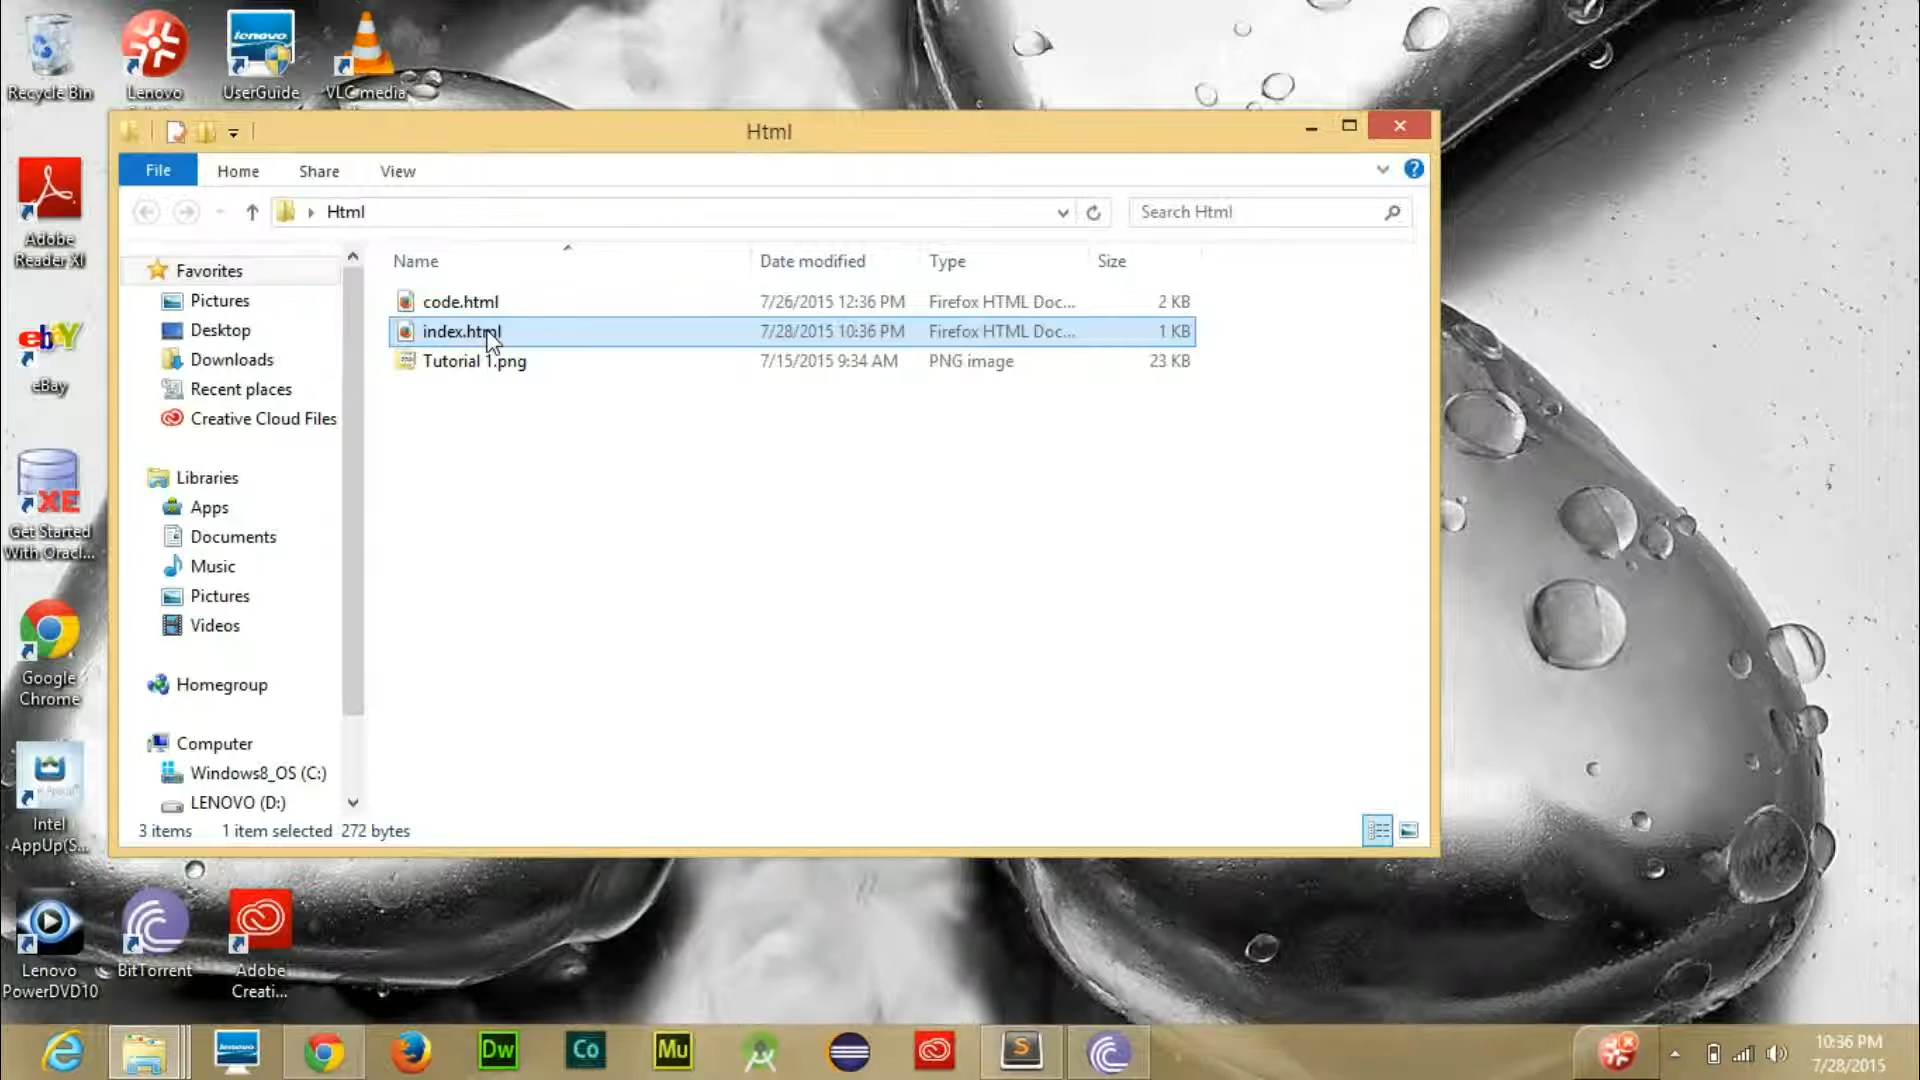 Recycle Bin
Lenovo
lenovo
UserGuide
VLC media
Html
File
Home
Share
View
Html
Search Html
Adobe
Reader XI
Name
Date modified
Type
Size
Favorites
Pictures
Desktop
Downloads
Recent places
Creative Cloud Files
Libraries
Apps
Documents
Music
Pictures
Videos
Homegroup
Computer
Windows8_OS (C:)
LENOVO (D:)
code.html
7/26/2015 12:36 PM
Firefox HTML Doc...
2 KB
index.html
7/28/2015 10:36 PM
Firefox HTML Doc...
1 KB
Tutorial 1.png
7/15/2015 9:34 AM
PNG image
23 KB
ebay
eBay
XE
Get Started
With Oracl...
Google
Chrome
Intel
AppUp(S...
3 items
1 item selected
272 bytes
Lenovo
PowerDVD10
BitTorrent
Adobe
Creati...
lenovo
Dw
Co
Mu
S
10:36 PM
7/28/2015